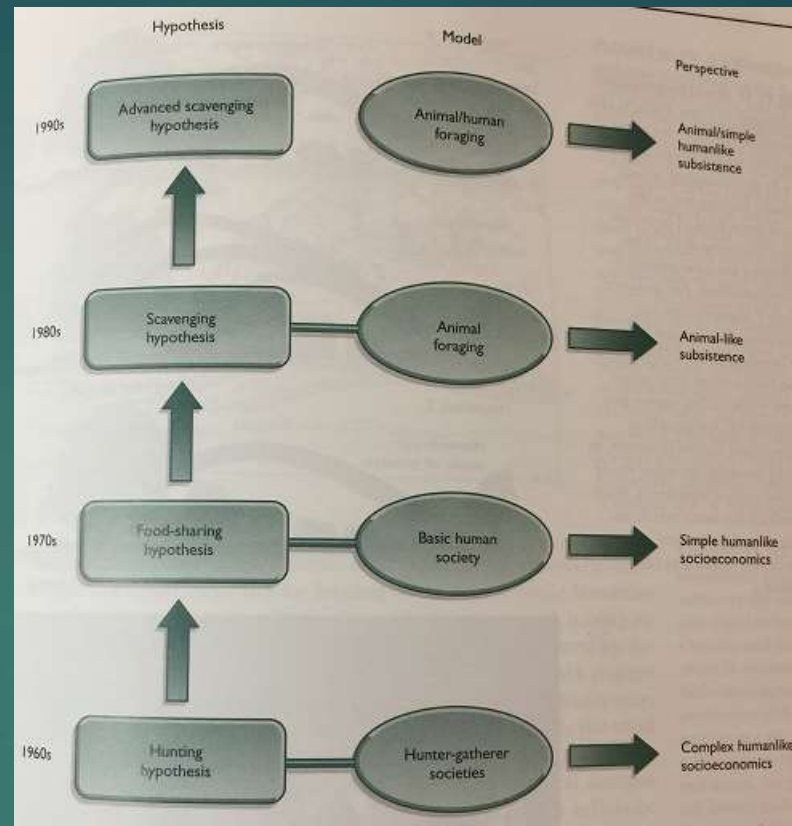 Hypothesis
Model
Perspective
1990s
Advanced scavenging
hypothesis
Animal/human
foraging
Animal/simple
humanlike
subsistence
1980s
Scavenging
hypothesis
Animal
foraging
Animal-like
subsistence
1970s
Food-sharing
hypothesis
Basic human
society
Simple humanlike
socioeconomics
1960s
Hunting
hypothesis
Hunter-gatherer
societies
Complex humanlike
socioeconomics